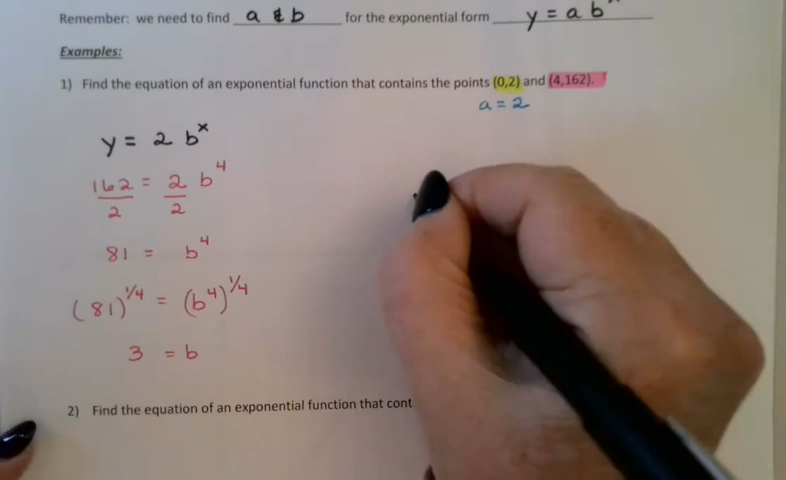 Remember: we need to find a & b for the exponential form y = a b^x
Examples:
1) Find the equation of an exponential function that contains the points (0,2) and (4,162).
a = 2
y = 2 b^x
162/2 = 2/2 b^4
81 = b^4
(81)^1/4 = (b^4)^1/4
3 = b
2) Find the equation of an exponential function that cont